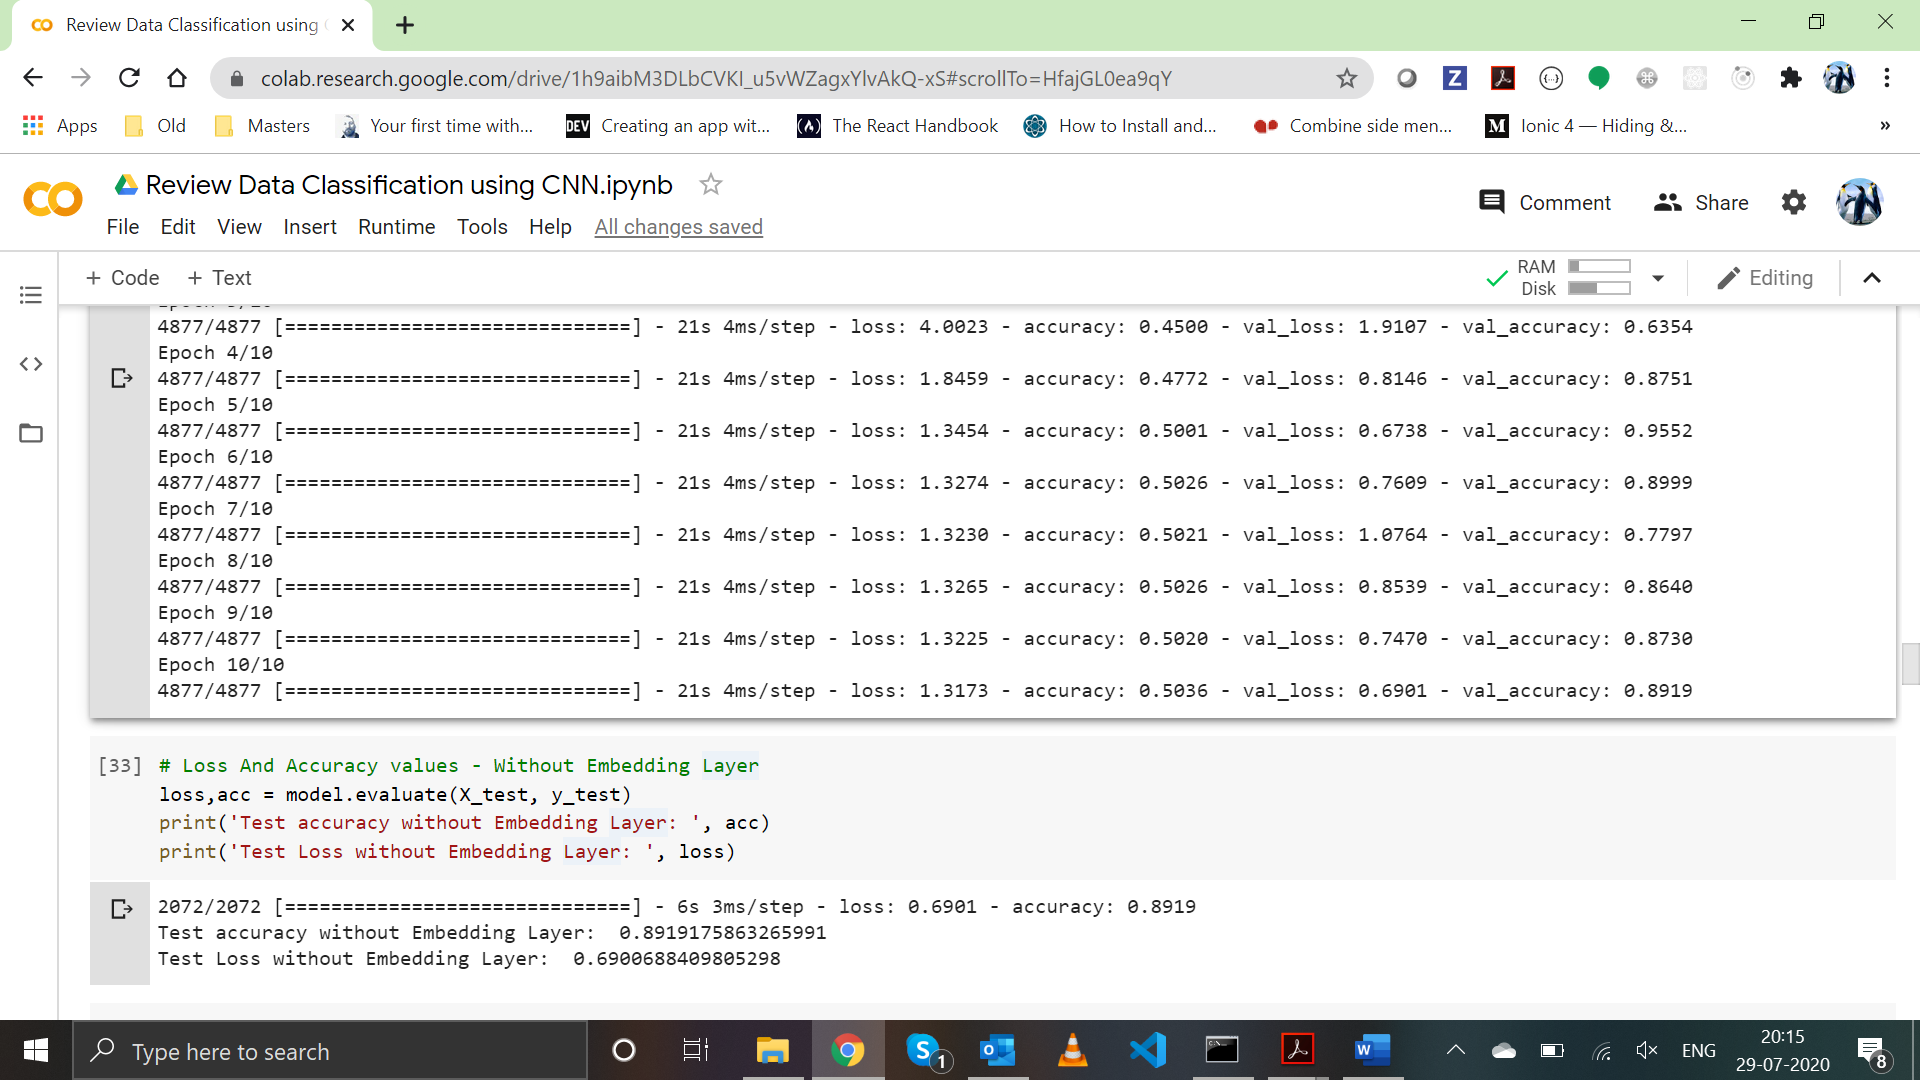 Review Data Classification using
colab.research.google.com/drive/1h9aibM3DLbCVKI_u5vWZagxYlvAkQ-xS#scrollTo=HfajGL0ea9qY
Apps Old Masters Your first time with... DEV Creating an app wit... The React Handbook How to Install and... Combine side men... M Ionic 4 — Hiding &... »
Review Data Classification using CNN.ipynb
Comment Share
File Edit View Insert Runtime Tools Help All changes saved
+ Code + Text
RAM
Disk
Editing
4877/4877 [==============================] - 21s 4ms/step - loss: 4.0023 - accuracy: 0.4500 - val_loss: 1.9107 - val_accuracy: 0.6354
Epoch 4/10
4877/4877 [==============================] - 21s 4ms/step - loss: 1.8459 - accuracy: 0.4772 - val_loss: 0.8146 - val_accuracy: 0.8751
Epoch 5/10
4877/4877 [==============================] - 21s 4ms/step - loss: 1.3454 - accuracy: 0.5001 - val_loss: 0.6738 - val_accuracy: 0.9552
Epoch 6/10
4877/4877 [==============================] - 21s 4ms/step - loss: 1.3274 - accuracy: 0.5026 - val_loss: 0.7609 - val_accuracy: 0.8999
Epoch 7/10
4877/4877 [==============================] - 21s 4ms/step - loss: 1.3230 - accuracy: 0.5021 - val_loss: 1.0764 - val_accuracy: 0.7797
Epoch 8/10
4877/4877 [==============================] - 21s 4ms/step - loss: 1.3265 - accuracy: 0.5026 - val_loss: 0.8539 - val_accuracy: 0.8640
Epoch 9/10
4877/4877 [==============================] - 21s 4ms/step - loss: 1.3225 - accuracy: 0.5020 - val_loss: 0.7470 - val_accuracy: 0.8730
Epoch 10/10
4877/4877 [==============================] - 21s 4ms/step - loss: 1.3173 - accuracy: 0.5036 - val_loss: 0.6901 - val_accuracy: 0.8919
[33] # Loss And Accuracy values - Without Embedding Layer
loss,acc = model.evaluate(X_test, y_test)
print('Test accuracy without Embedding Layer: ', acc)
print('Test Loss without Embedding Layer: ', loss)
2072/2072 [==============================] - 6s 3ms/step - loss: 0.6901 - accuracy: 0.8919
Test accuracy without Embedding Layer:  0.8919175863265991
Test Loss without Embedding Layer:  0.6900688409805298
Type here to search
1
ENG
20:15
29-07-2020
8